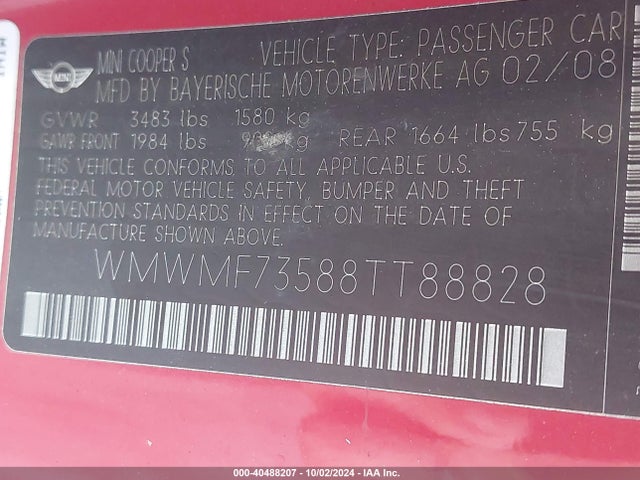 MINI COOPER S VEHICLE TYPE: PASSENGER CAR
MINI
MFD BY BAYERISCHE MOTORENWERKE AG 02/08
GVWR 3483 lbs 1580 kg
GAWR FRONT 1984 lbs kg REAR 1664 lbs 755 kg
THIS VEHICLE CONFORMS TO ALL APPLICABLE U.S.
FEDERAL MOTOR VEHICLE SAFETY, BUMPER AND THEFT
PREVENTION STANDARDS IN EFFECT ON THE DATE OF
MANUFACTURE SHOWN ABOVE.
WMWMF73588TT88828
000-40488207 - 10/02/2024 - IAA Inc.